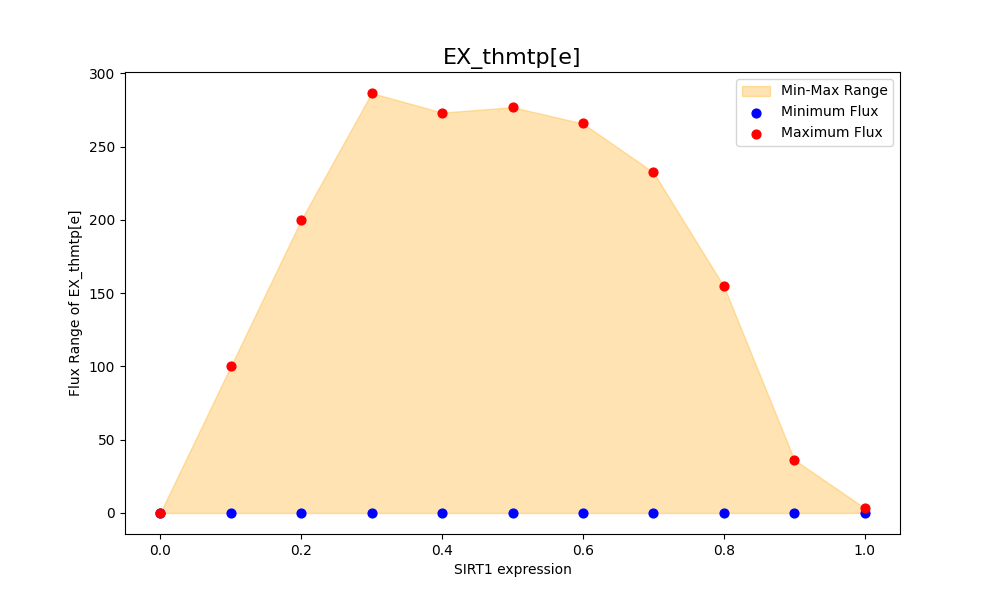 EX_thmtp[e]
Flux Range of EX_thmtp[e]
300
250
200
150
100
50
0
Min-Max Range
Minimum Flux
Maximum Flux
0.0
0.2
0.4
0.6
0.8
1.0
SIRT1 expression